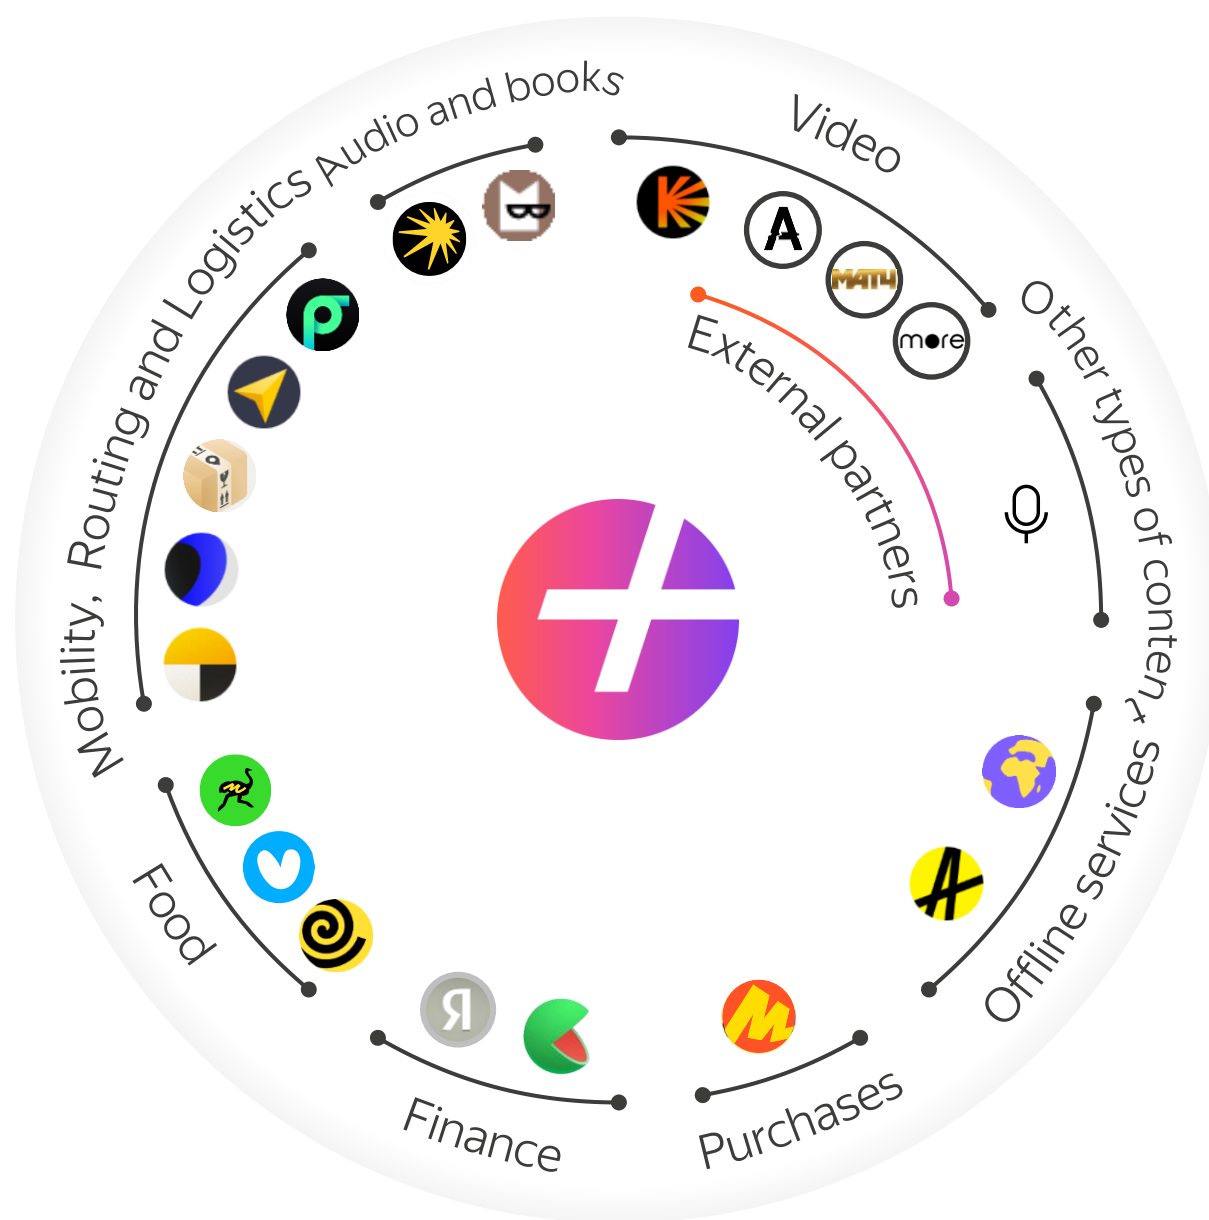 Audio and books
Video
Other types of content
Offline services
Purchases
Finance
Food
Mobility, Routing and Logistics
External partners
К
A
МАТЧ
more
Я